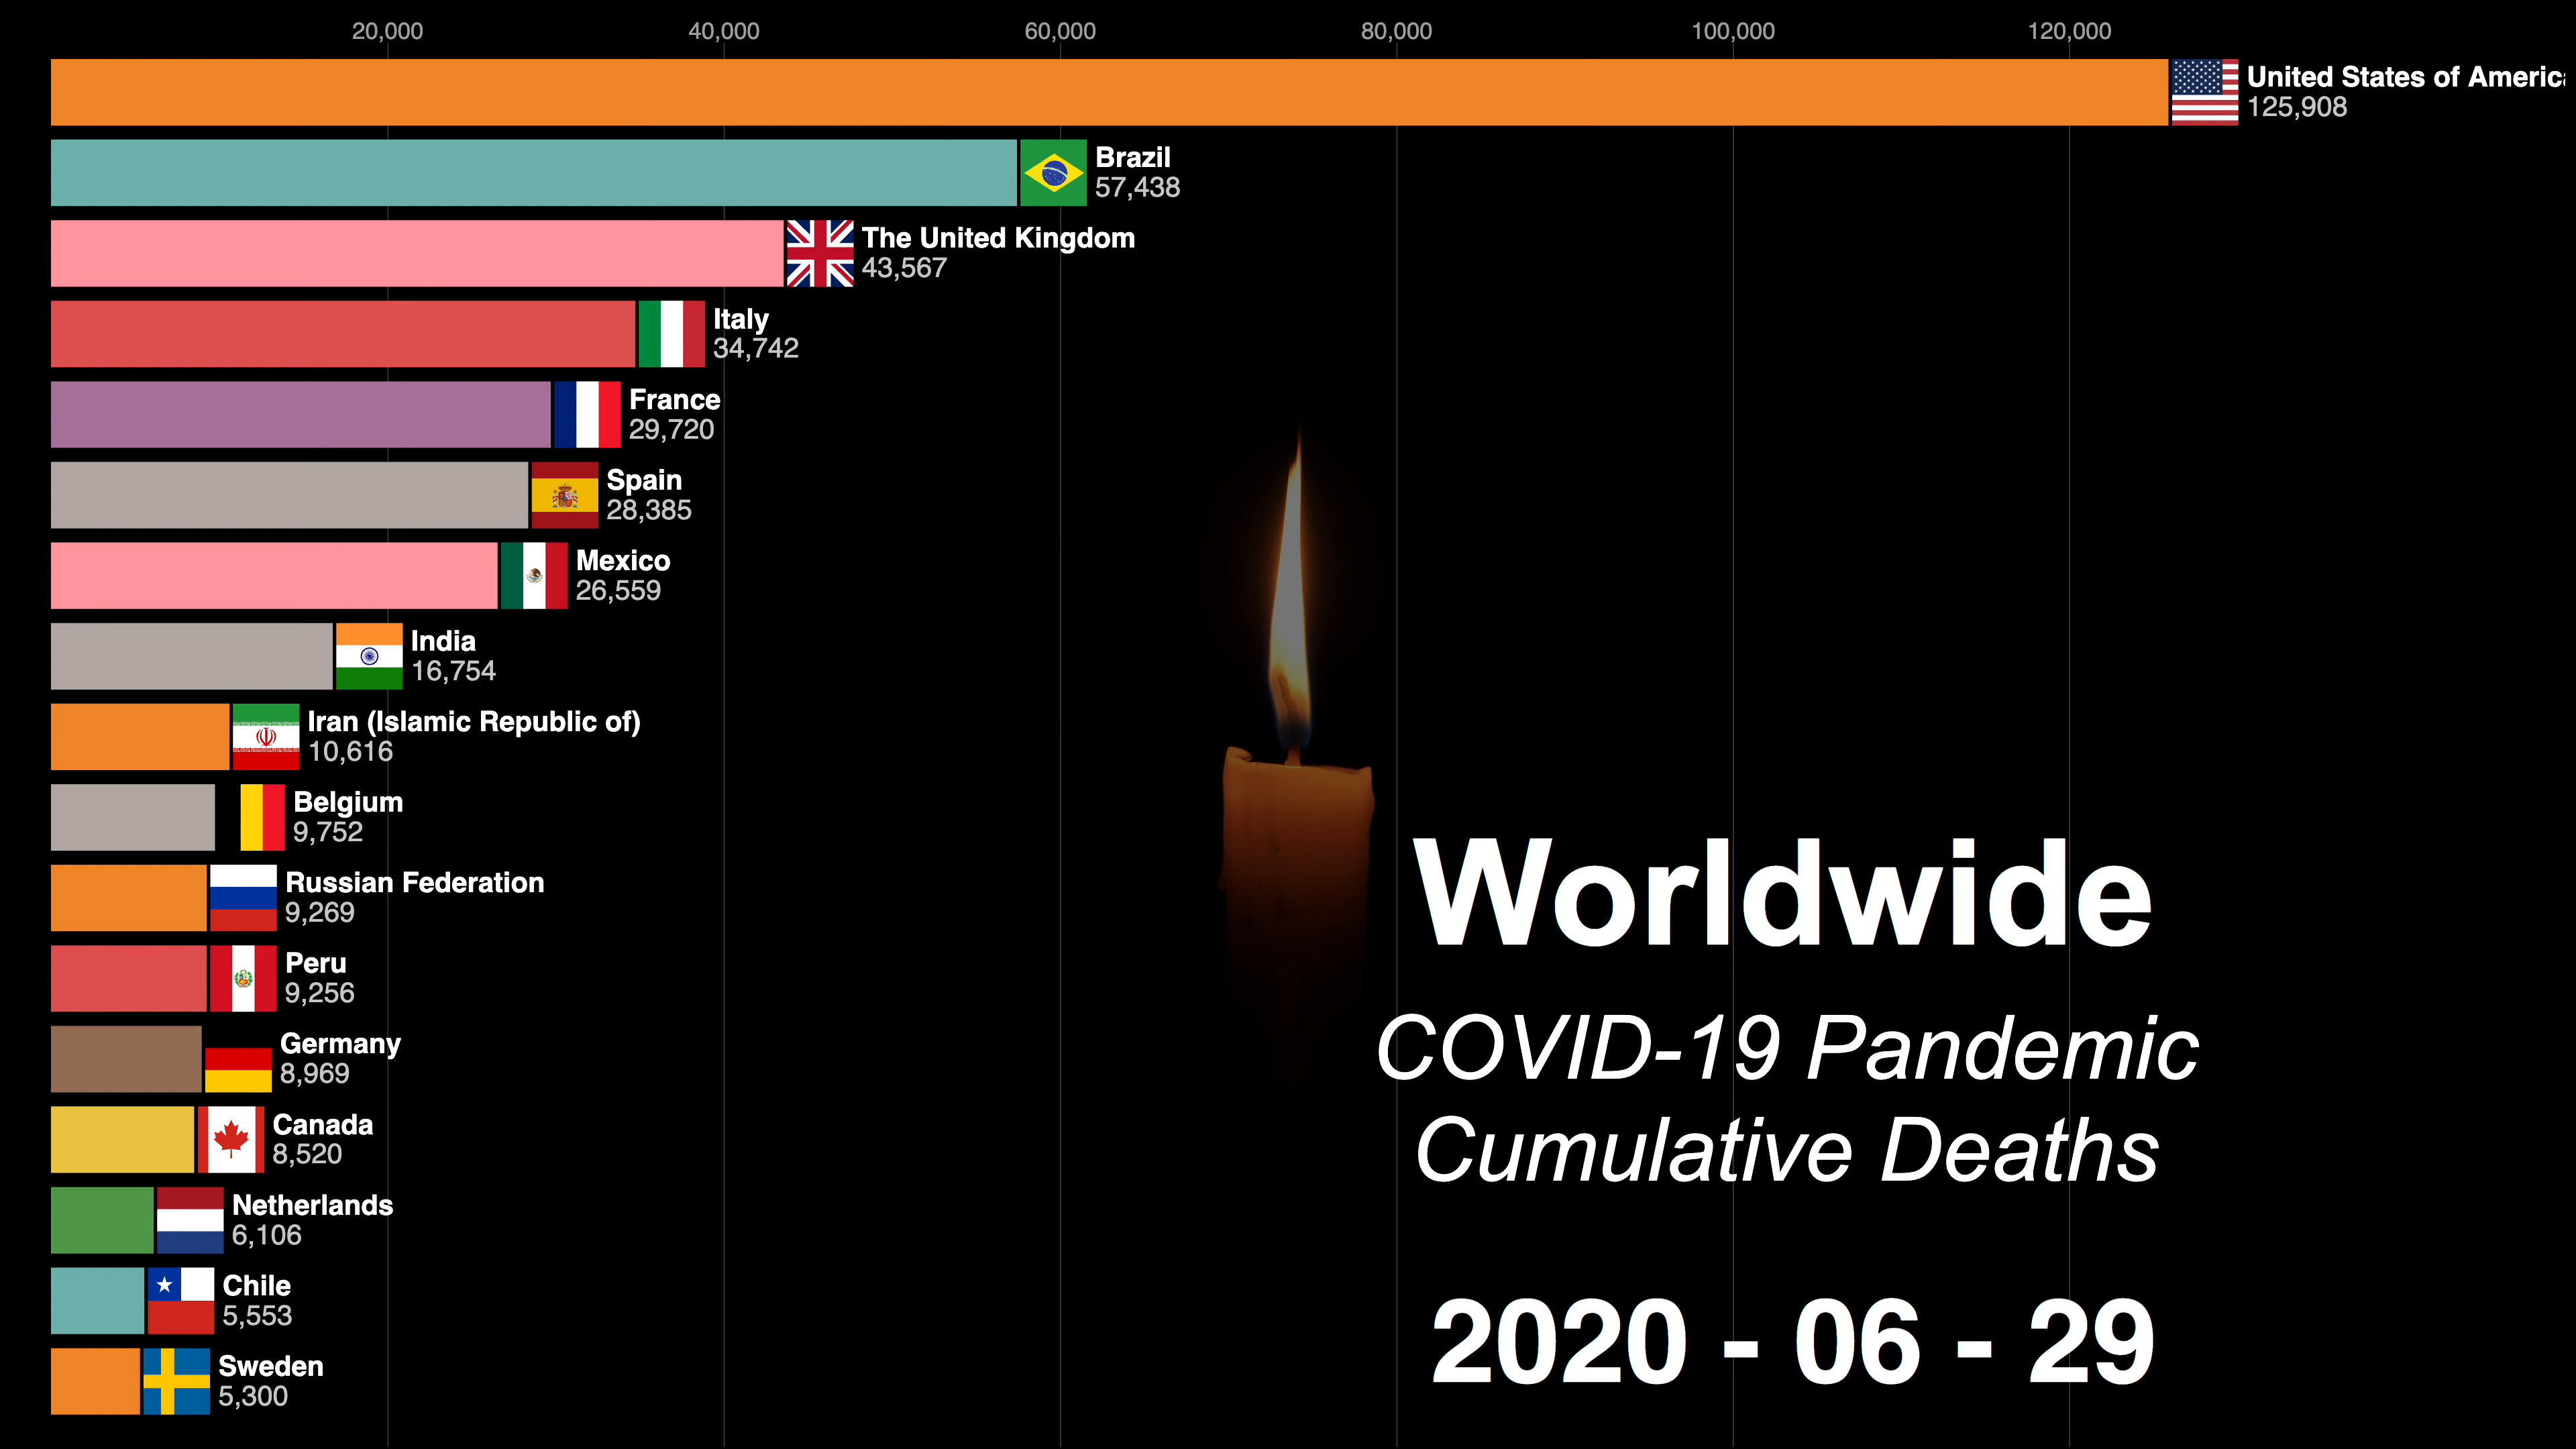 20,000 40,000 60,000 80,000 100,000 120,000
United States of Americ
125,908
Brazil
57,438
The United Kingdom
43,567
Italy
34,742
France
29,720
Spain
28,385
Mexico
26,559
India
16,754
Iran (Islamic Republic of)
10,616
Belgium
9,752
Russian Federation
9,269
Peru
9,256
Germany
8,969
Canada
8,520
Netherlands
6,106
Chile
5,553
Sweden
5,300
Worldwide
COVID-19 Pandemic
Cumulative Deaths
2020 - 06 - 29